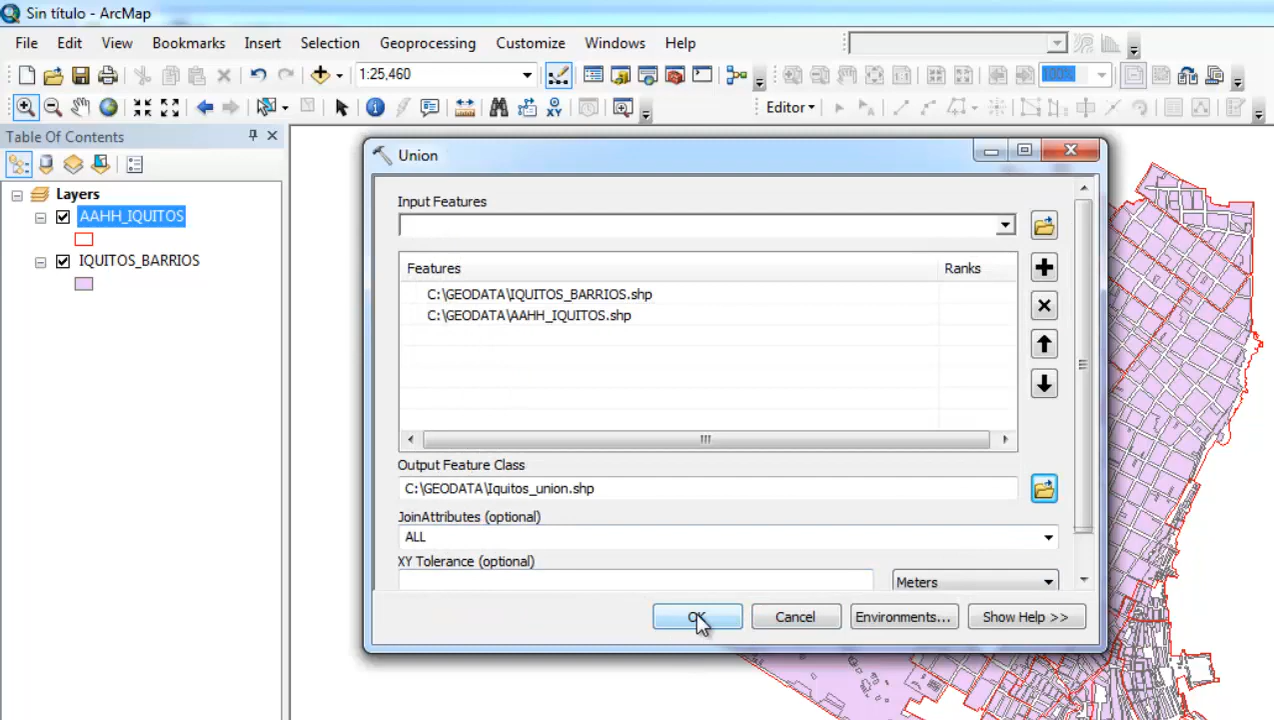 Sin título - ArcMap
File Edit View Bookmarks Insert Selection Geoprocessing Customize Windows Help
1:25,460
100%
Editor
Table Of Contents
Layers
AAHH_IQUITOS
IQUITOS_BARRIOS
Union
Input Features
Features Ranks
C:\GEODATA\IQUITOS_BARRIOS.shp
C:\GEODATA\AAHH_IQUITOS.shp
Output Feature Class
C:\GEODATA\Iquitos_union.shp
JoinAttributes (optional)
ALL
XY Tolerance (optional)
Meters
OK Cancel Environments... Show Help >>